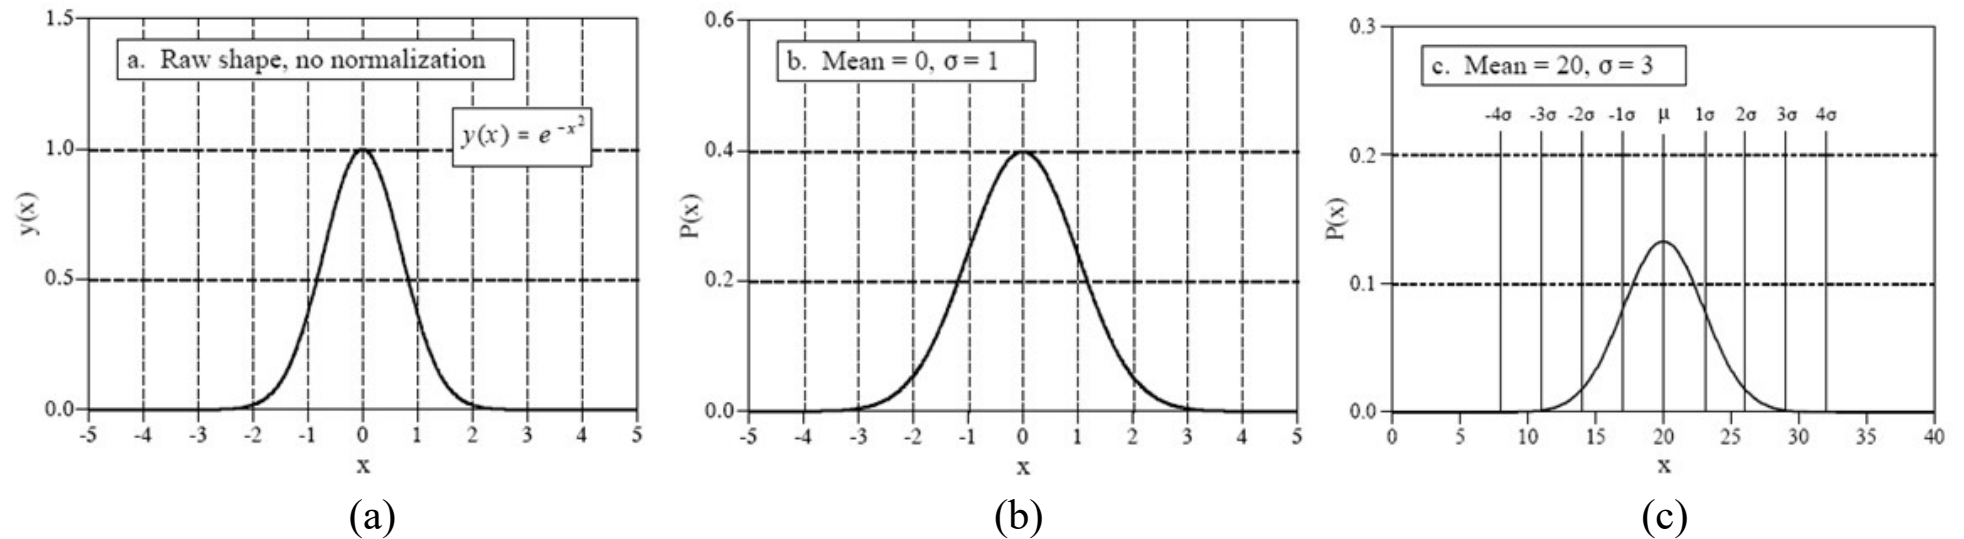 a. Raw shape, no normalization
y(x) = e^{-x^2}
1.5
1.0
0.5
0.0
y(x)
-5 -4 -3 -2 -1 0 1 2 3 4 5
x
(a)
b. Mean = 0, σ = 1
0.6
0.4
0.2
0.0
P(x)
-5 -4 -3 -2 -1 0 1 2 3 4 5
x
(b)
c. Mean = 20, σ = 3
-4σ -3σ -2σ -1σ μ 1σ 2σ 3σ 4σ
0.3
0.2
0.1
0.0
P(x)
0 5 10 15 20 25 30 35 40
x
(c)